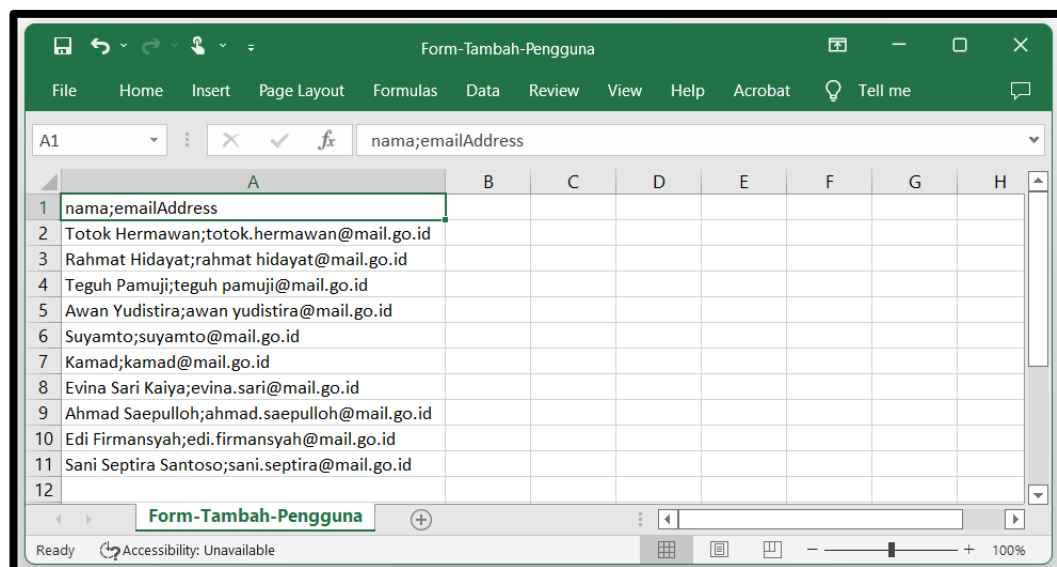 Form-Tambah-Pengguna
File Home Insert Page Layout Formulas Data Review View Help Acrobat Tell me
A1 fx nama;emailAddress
A B C D E F G H
1 nama;emailAddress
2 Totok Hermawan;totok.hermawan@mail.go.id
3 Rahmat Hidayat;rahmat hidayat@mail.go.id
4 Teguh Pamuji;teguh pamuji@mail.go.id
5 Awan Yudistira;awan yudistira@mail.go.id
6 Suyamto;suyamto@mail.go.id
7 Kamad;kamad@mail.go.id
8 Evina Sari Kaiya;evina.sari@mail.go.id
9 Ahmad Saepulloh;ahmad.saepulloh@mail.go.id
10 Edi Firmansyah;edi.firmansyah@mail.go.id
11 Sani Septira Santoso;sani.septira@mail.go.id
12
Form-Tambah-Pengguna
Ready Accessibility: Unavailable 100%